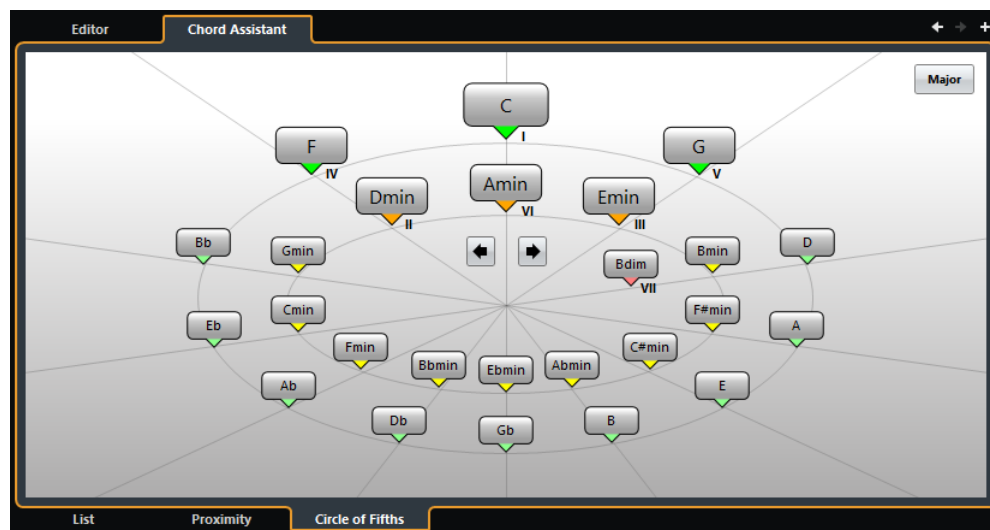 Editor
Chord Assistant
Major
C
I
F
IV
G
V
Amin
VI
Dmin
II
Emin
III
Bb
Gmin
Bdim
VII
Bmin
D
Eb
Cmin
F#min
A
Fmin
Bbmin
Ebmin
Abmin
C#min
Ab
E
Db
Gb
B
List
Proximity
Circle of Fifths